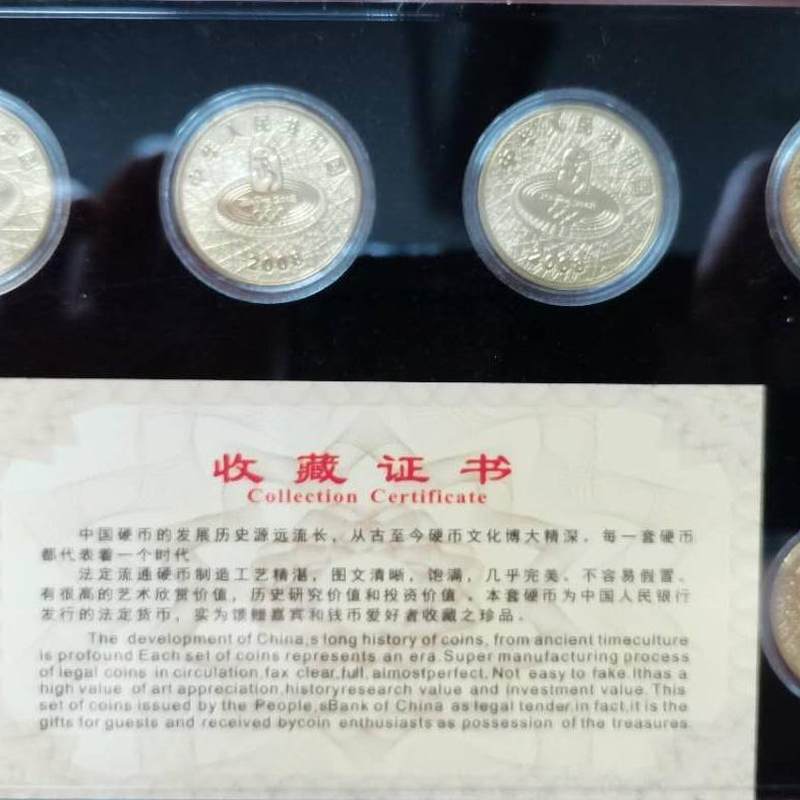 中华人民共和国
2008
中华人民共和国
2008
收藏证书
Collection Certificate
中国硬币的发展历史源远流长，从古至今硬币文化博大精深。每一套硬币
都代表着一个时代
法定流通硬币制造工艺精湛，图文清晰，饱满，几乎完美。不容易假置。
有很高的艺术欣赏价值，历史研究价值和投资价值 、本套硬币为中国人民银行
发行的法定货币，实为馈赠嘉宾和钱币爱好者收藏之珍品。
The development of China,s long history of coins, from ancient timeculture
is profound Each set of coins represents an era.Super manufacturing process
of legal coins in circulation,fax clear,full,almostperfect, Not easy to fake.Ithas a
high value of art appreciation,historyresearch value and investment value. This
set of coins issued by the People,sBank of China as legal tender,in fact,it is the
gifts for guests and received bycoin enthusiasts as possession of the treasures.